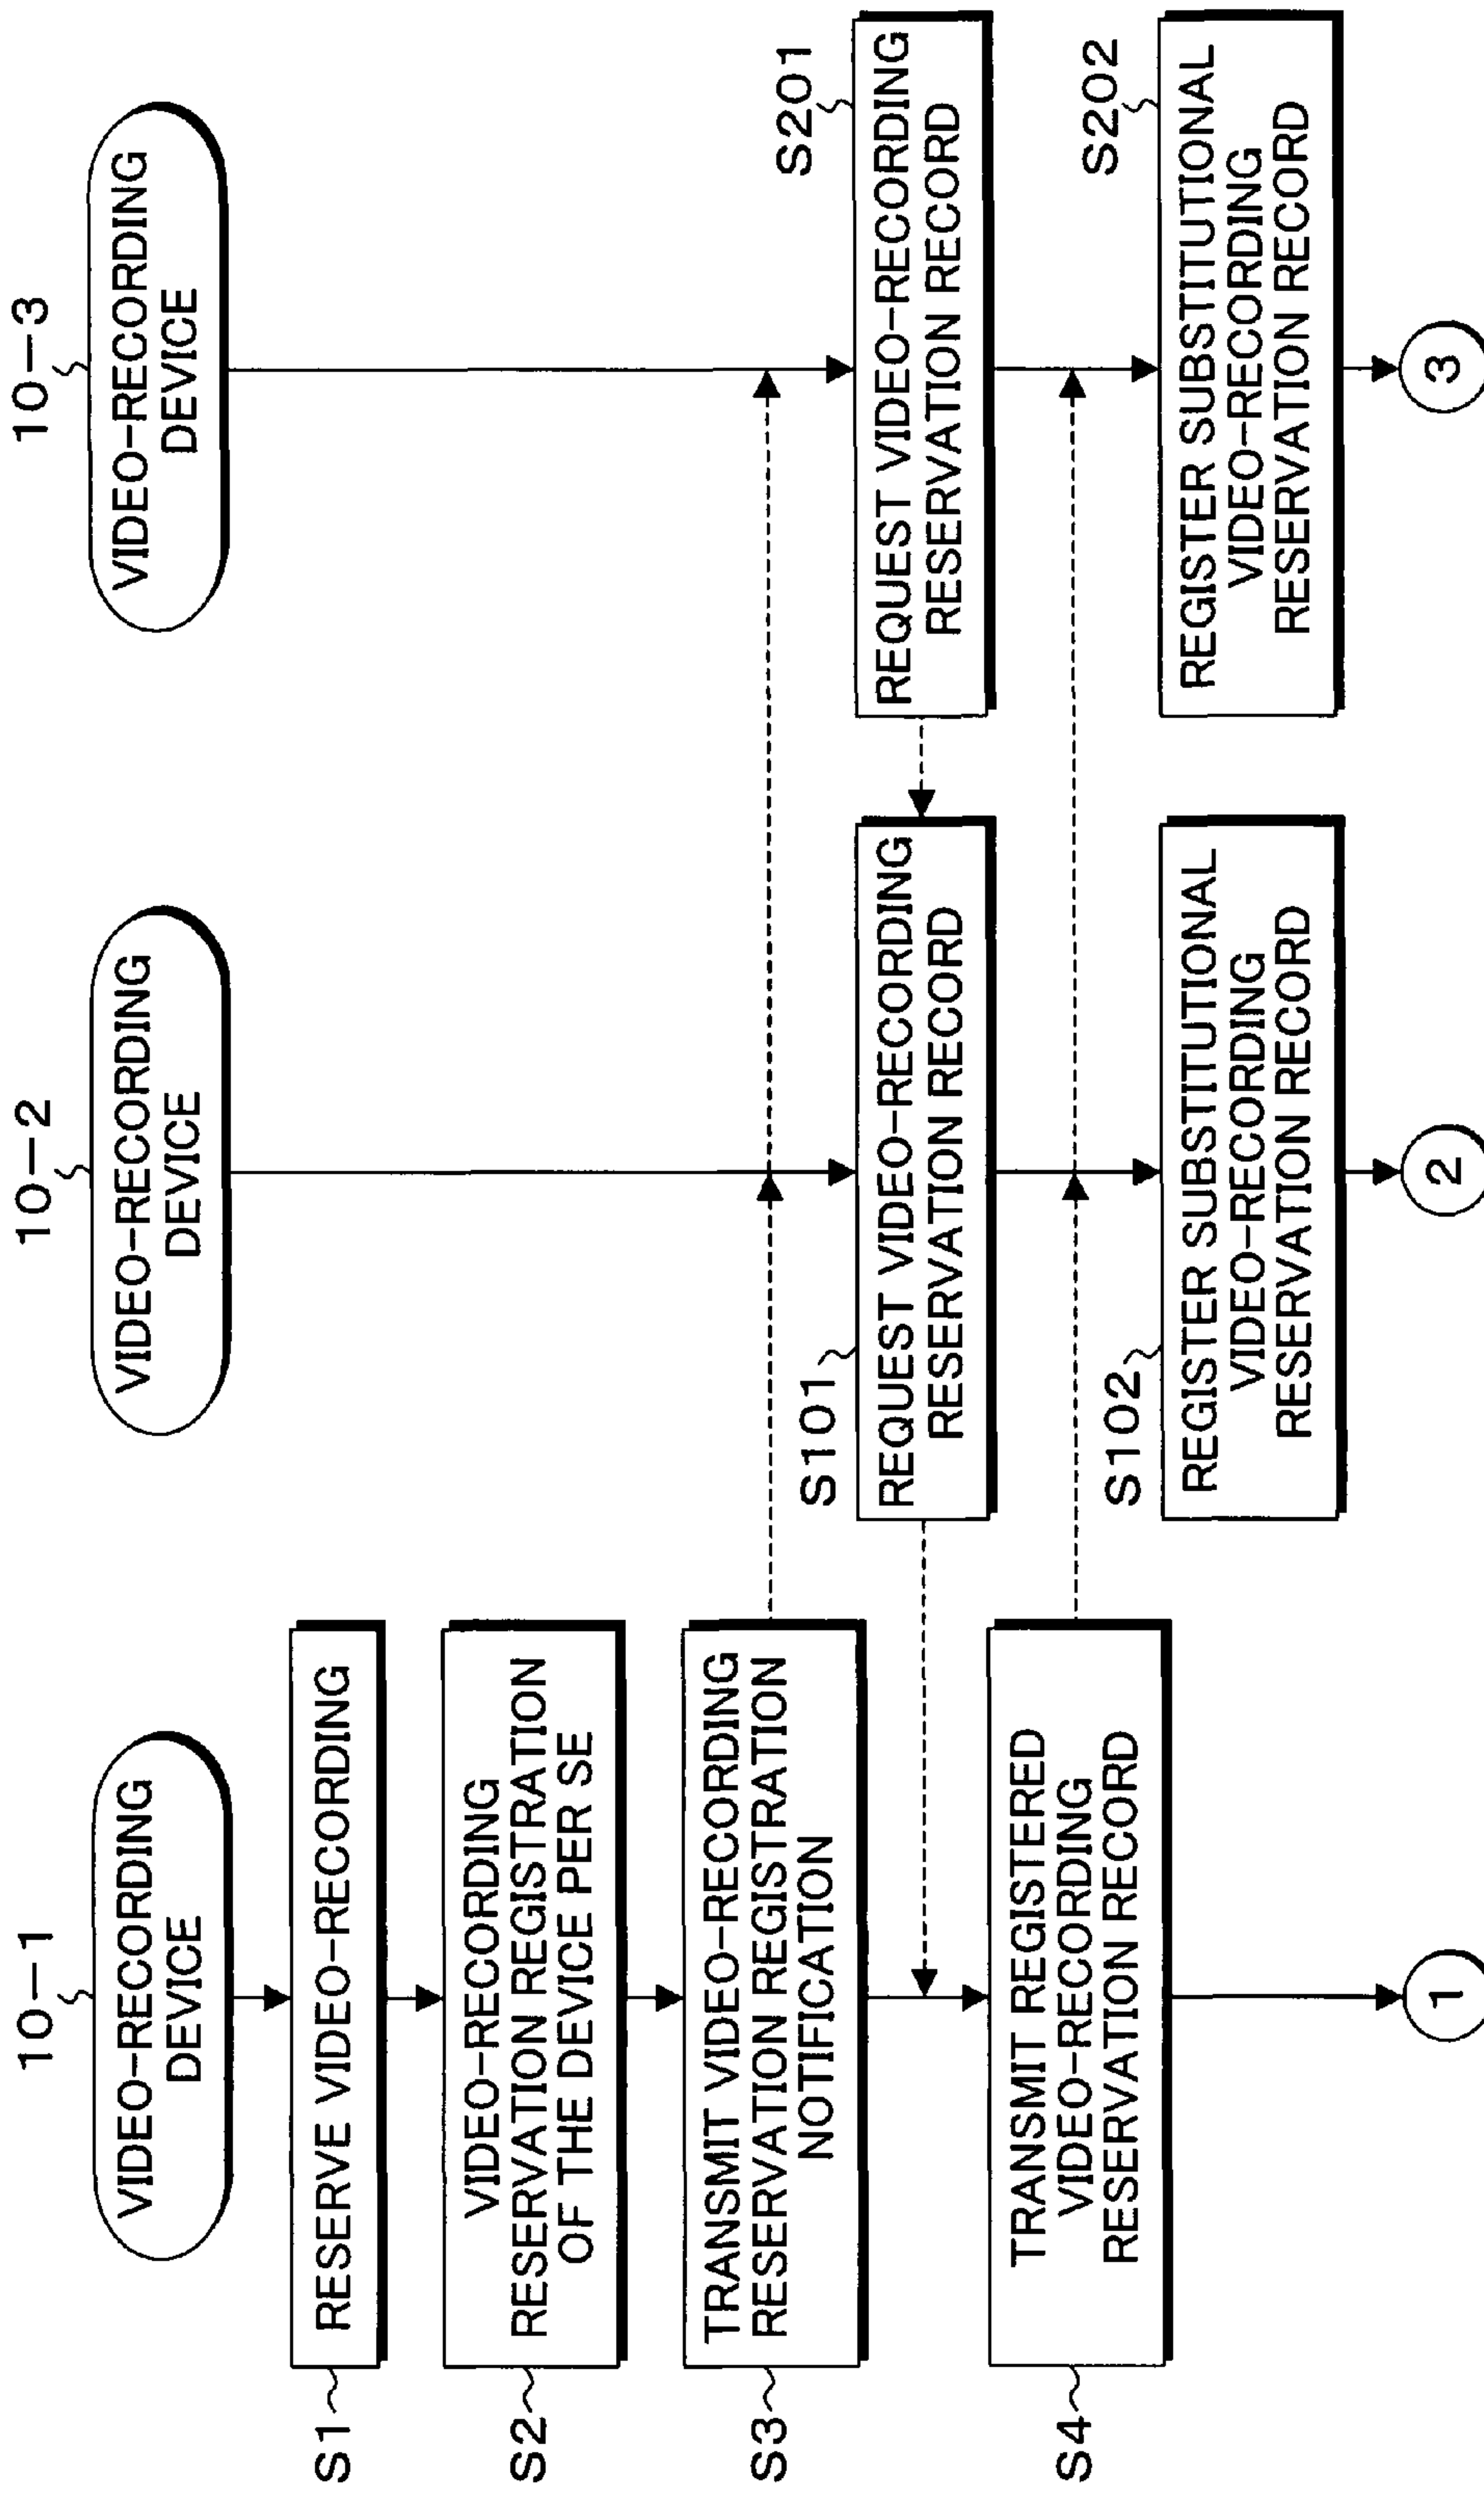 10-1
VIDEO-RECORDING
DEVICE
10-2
VIDEO-RECORDING
DEVICE
10-3
VIDEO-RECORDING
DEVICE
S1
RESERVE VIDEO-RECORDING
S2
VIDEO-RECORDING
RESERVATION REGISTRATION
OF THE DEVICE PER SE
S3
TRANSMIT VIDEO-RECORDING
RESERVATION REGISTRATION
NOTIFICATION
S101
REQUEST VIDEO-RECORDING
RESERVATION RECORD
S201
REQUEST VIDEO-RECORDING
RESERVATION RECORD
S4
TRANSMIT REGISTERED
VIDEO-RECORDING
RESERVATION RECORD
S102
REGISTER SUBSTITUTIONAL
VIDEO-RECORDING
RESERVATION RECORD
S202
REGISTER SUBSTITUTIONAL
VIDEO-RECORDING
RESERVATION RECORD
1
2
3